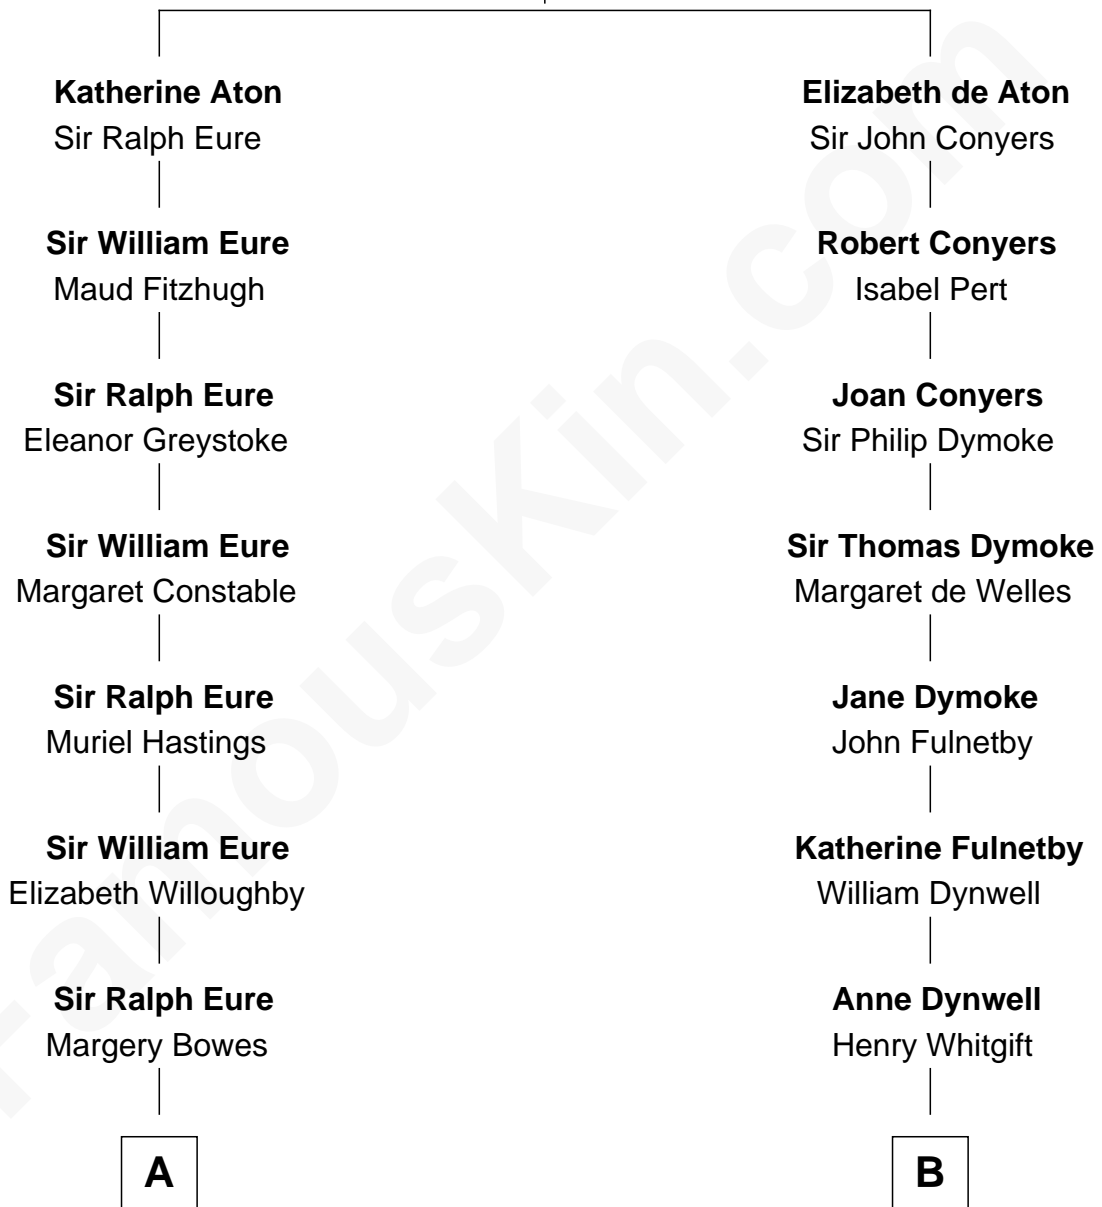 Katherine Aton
Sir Ralph Eure
Sir William Eure
Maud Fitzhugh
Sir Ralph Eure
Eleanor Greystoke
Sir William Eure
Margaret Constable
Sir Ralph Eure
Muriel Hastings
Sir William Eure
Elizabeth Willoughby
Sir Ralph Eure
Margery Bowes
A
Elizabeth de Aton
Sir John Conyers
Robert Conyers
Isabel Pert
Joan Conyers
Sir Philip Dymoke
Sir Thomas Dymoke
Margaret de Welles
Jane Dymoke
John Fulnetby
Katherine Fulnetby
William Dynwell
Anne Dynwell
Henry Whitgift
B
FamousKin.com